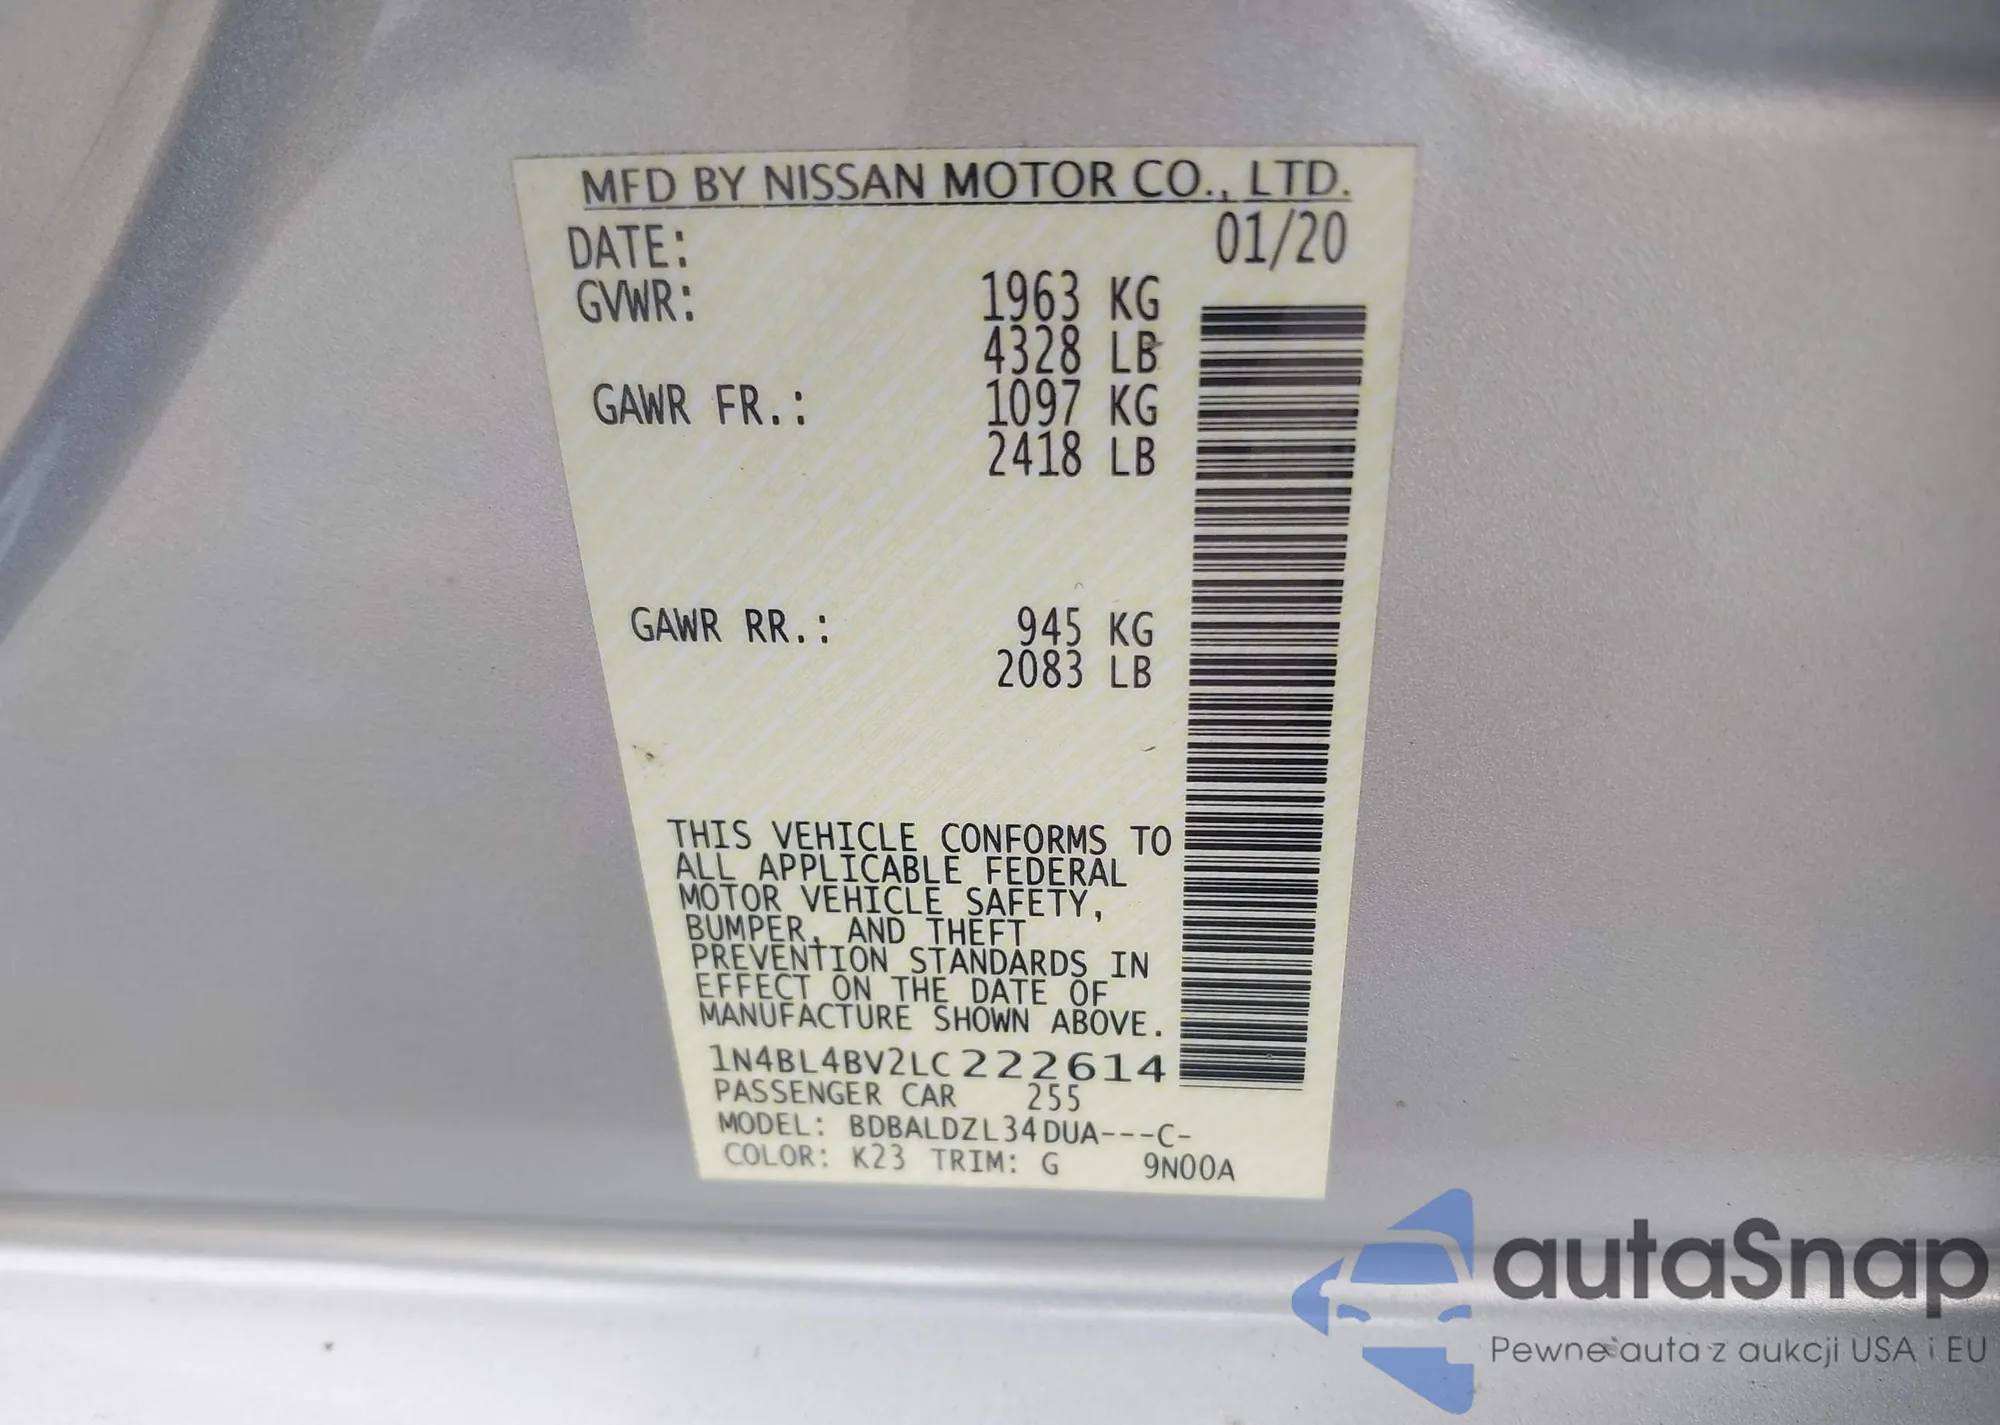 MFD BY NISSAN MOTOR CO., LTD.
DATE: 01/20
GVWR: 1963 KG
4328 LB
GAWR FR.: 1097 KG
2418 LB
GAWR RR.: 945 KG
2083 LB
THIS VEHICLE CONFORMS TO
ALL APPLICABLE FEDERAL
MOTOR VEHICLE SAFETY,
BUMPER, AND THEFT
PREVENTION STANDARDS IN
EFFECT ON THE DATE OF
MANUFACTURE SHOWN ABOVE.
1N4BL4BV2LC222614
PASSENGER CAR 255
MODEL: BDBALDZL34DUA---C-
COLOR: K23 TRIM: G 9N00A
autaSnap
Pewne auta z aukcji USA i EU